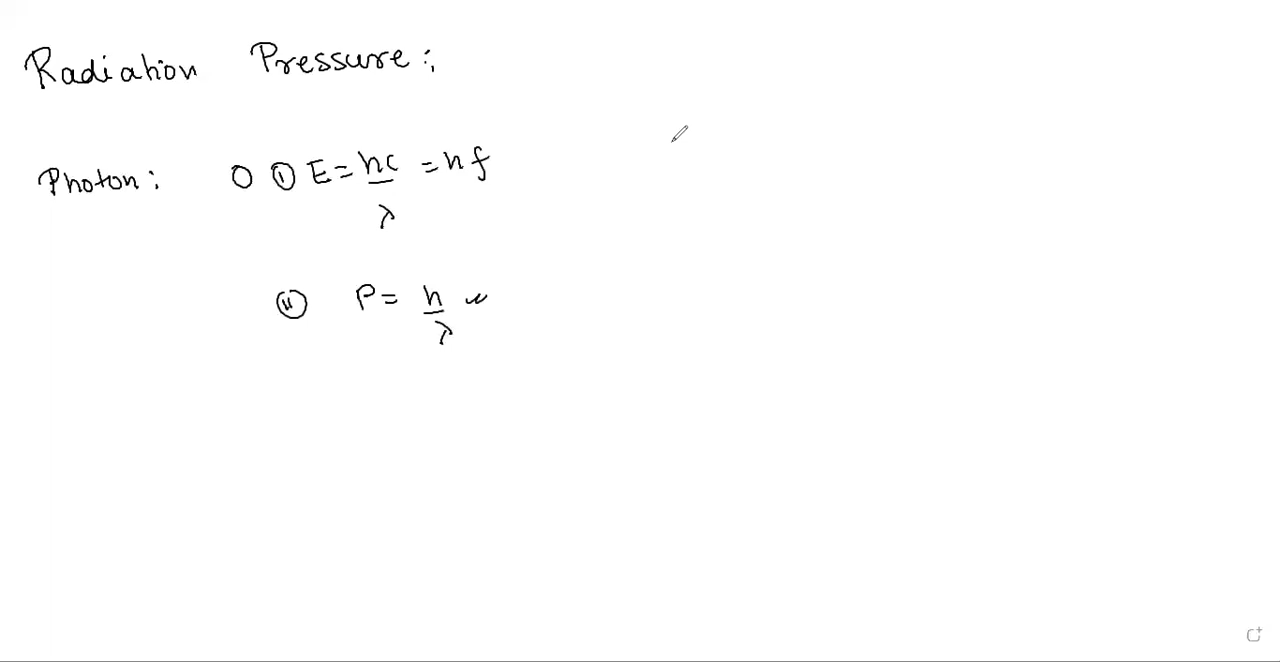 Radiation Pressure:
Photon: O ① E = hc/λ = hf
② P = h/λ